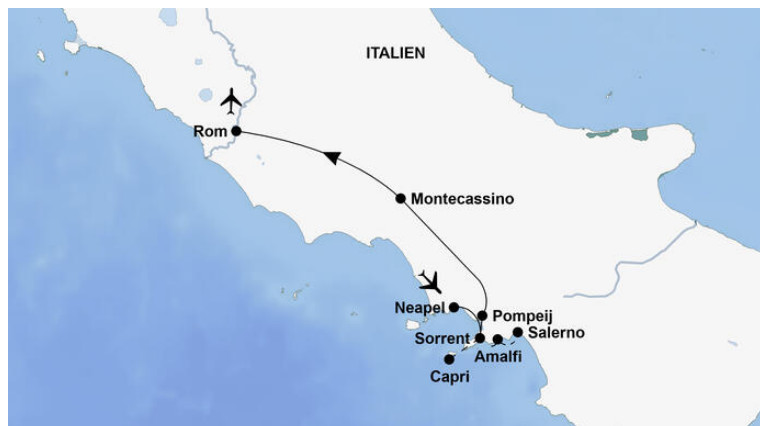 ITALIEN
Rom
Montecassino
Neapel
Pompeij
Salerno
Sorrent
Amalfi
Capri